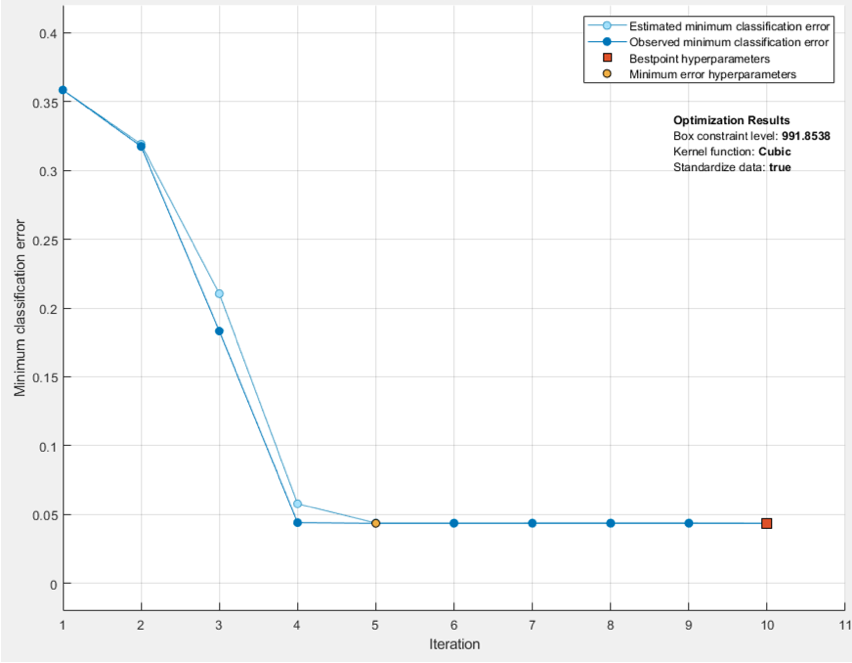 Estimated minimum classification error
Observed minimum classification error
Bestpoint hyperparameters
Minimum error hyperparameters
Optimization Results
Box constraint level: 991.8538
Kernel function: Cubic
Standardize data: true
Minimum classification error
0.4
0.35
0.3
0.25
0.2
0.15
0.1
0.05
0
1 2 3 4 5 6 7 8 9 10 11
Iteration